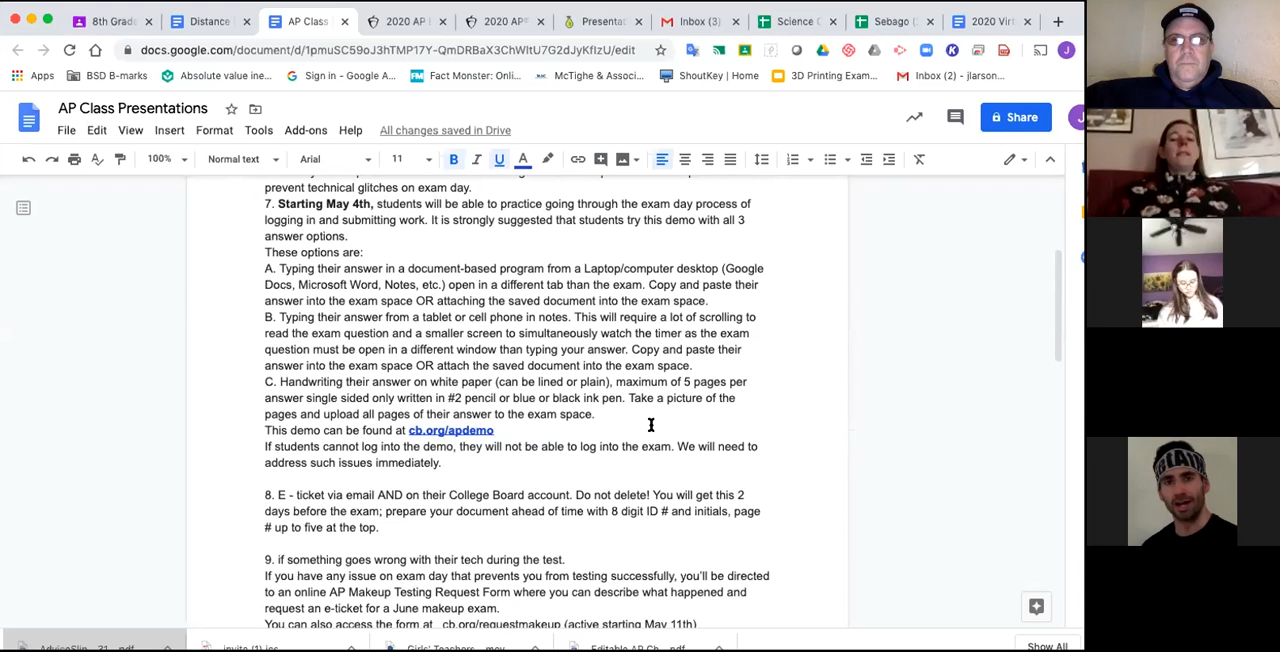 8th Grade
Distance
AP Class
2020 AP
2020 AP®
Presentat
Inbox (3)
Science
Sebago
2020 Virt
docs.google.com/document/d/1pmuSC59oJ3hTMP17Y-QmDRBaX3ChWItU7G2dJyKfIzU/edit
Apps
BSD B-marks
Absolute value ine...
Sign in - Google A...
Fact Monster: Onli...
McTighe & Associ...
ShoutKey | Home
3D Printing Exam...
Inbox (2) - jlarson...
AP Class Presentations
File Edit View Insert Format Tools Add-ons Help All changes saved in Drive
Share
100% Normal text Arial 11 B I U A
prevent technical glitches on exam day.
7. Starting May 4th, students will be able to practice going through the exam day process of
logging in and submitting work. It is strongly suggested that students try this demo with all 3
answer options.
These options are:
A. Typing their answer in a document-based program from a Laptop/computer desktop (Google
Docs, Microsoft Word, Notes, etc.) open in a different tab than the exam. Copy and paste their
answer into the exam space OR attaching the saved document into the exam space.
B. Typing their answer from a tablet or cell phone in notes. This will require a lot of scrolling to
read the exam question and a smaller screen to simultaneously watch the timer as the exam
question must be open in a different window than typing your answer. Copy and paste their
answer into the exam space OR attach the saved document into the exam space.
C. Handwriting their answer on white paper (can be lined or plain), maximum of 5 pages per
answer single sided only written in #2 pencil or blue or black ink pen. Take a picture of the
pages and upload all pages of their answer to the exam space.
This demo can be found at cb.org/apdemo
If students cannot log into the demo, they will not be able to log into the exam. We will need to
address such issues immediately.
8. E - ticket via email AND on their College Board account. Do not delete! You will get this 2
days before the exam; prepare your document ahead of time with 8 digit ID # and initials, page
# up to five at the top.
9. if something goes wrong with their tech during the test.
If you have any issue on exam day that prevents you from testing successfully, you'll be directed
to an online AP Makeup Testing Request Form where you can describe what happened and
request an e-ticket for a June makeup exam.
You can also access the form at cb.org/requestmakeup (active starting May 11th)
AdviceSlip_31_.pdf
invite (1).ics
Girls' Teachers_.mov
Editable AP Ch_.pdf
Show All